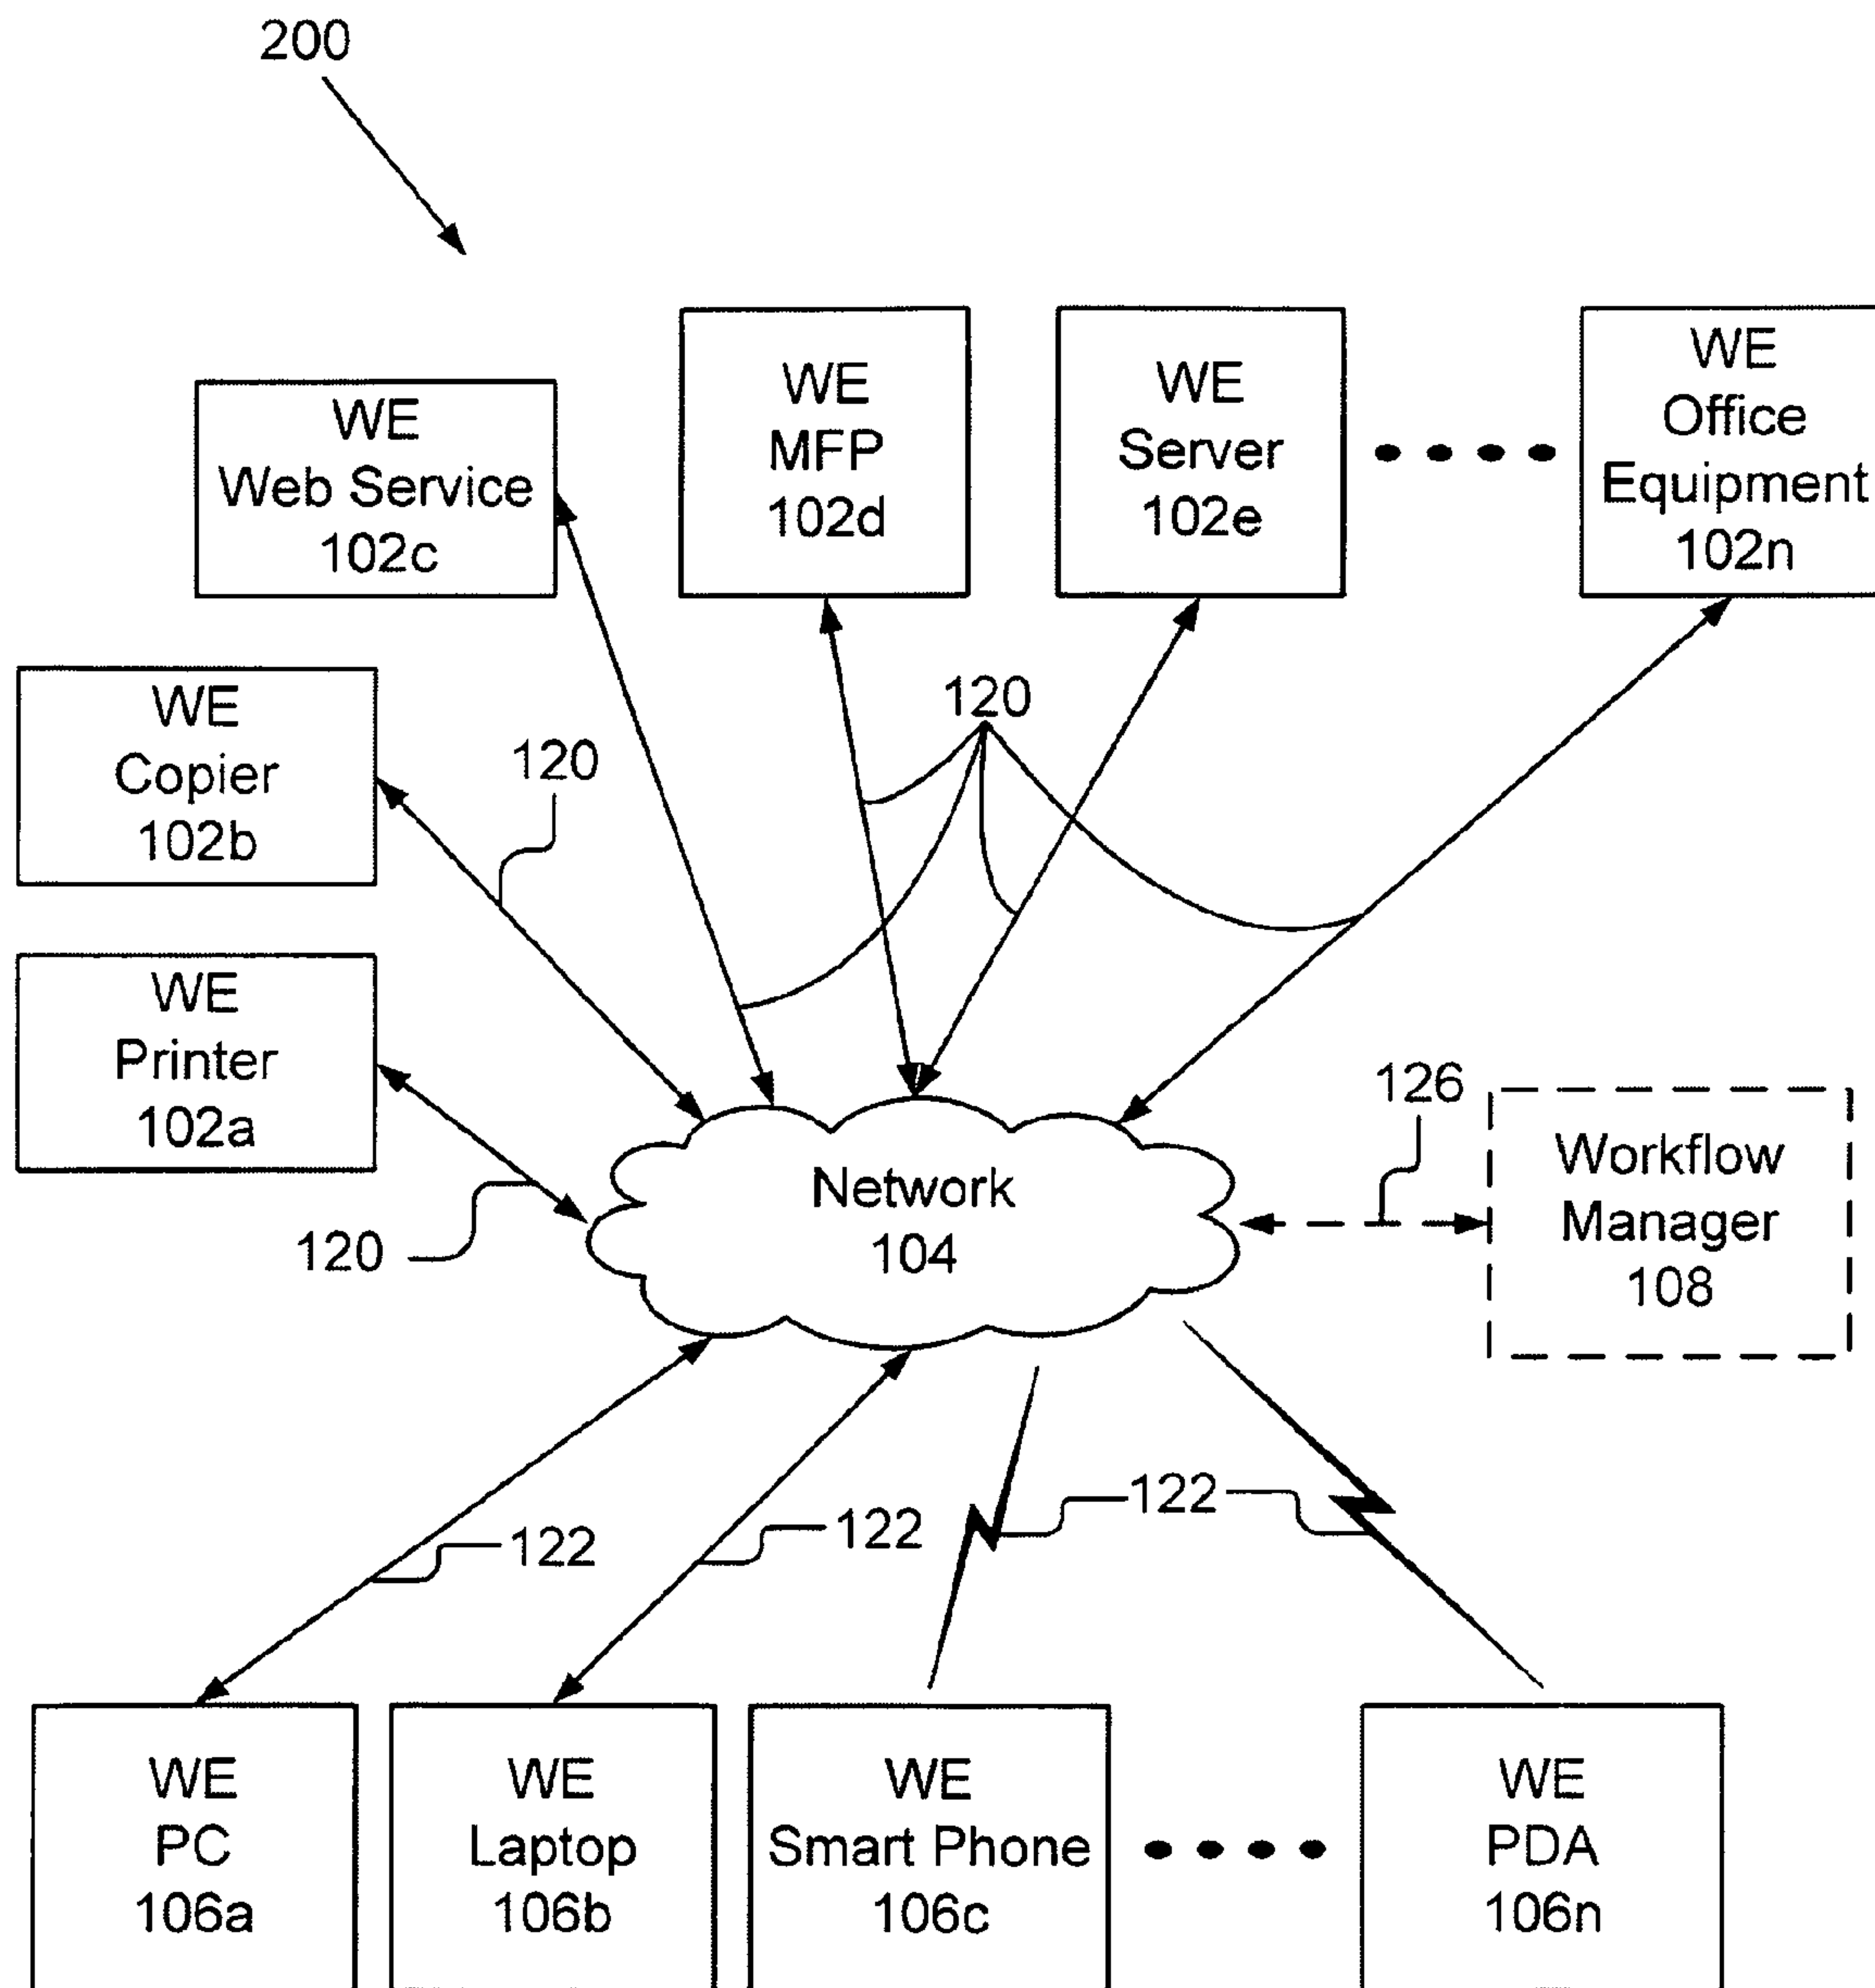 200
WE
Web Service
102c
WE
MFP
102d
WE
Server
102e
WE
Office
Equipment
102n
WE
Copier
102b
120
120
WE
Printer
102a
120
Network
104
126
Workflow
Manager
108
122
122
122
WE
PC
106a
WE
Laptop
106b
WE
Smart Phone
106c
WE
PDA
106n